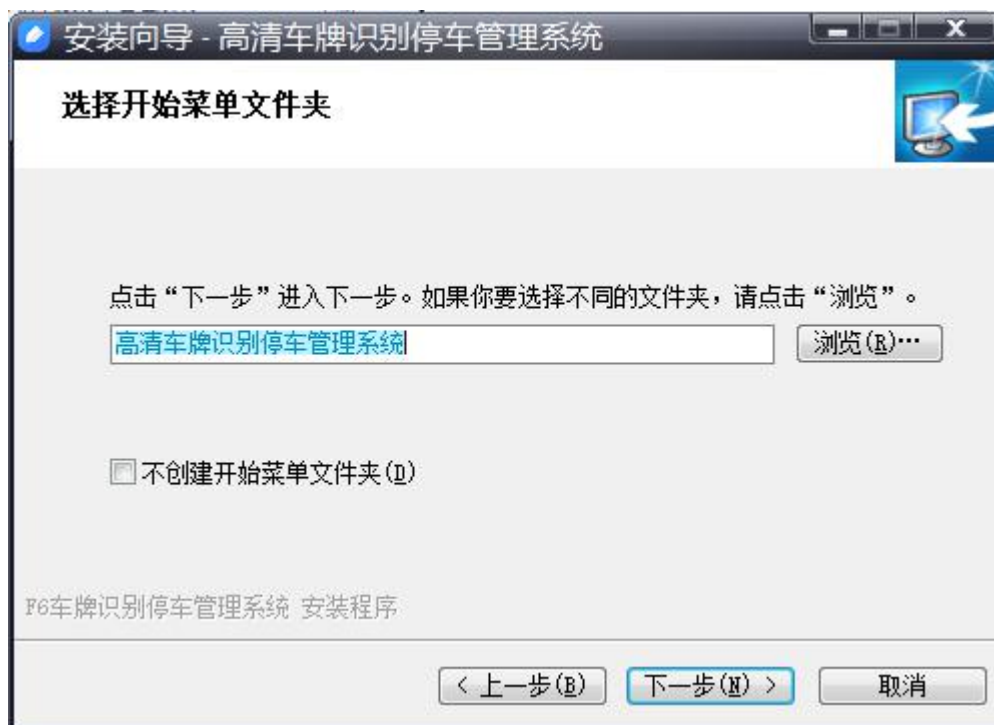 安装向导 - 高清车牌识别停车管理系统
选择开始菜单文件夹
点击“下一步”进入下一步。如果你要选择不同的文件夹，请点击“浏览”。
高清车牌识别停车管理系统
浏览(R)…
不创建开始菜单文件夹(D)
F6车牌识别停车管理系统 安装程序
< 上一步(B)
下一步(N) >
取消